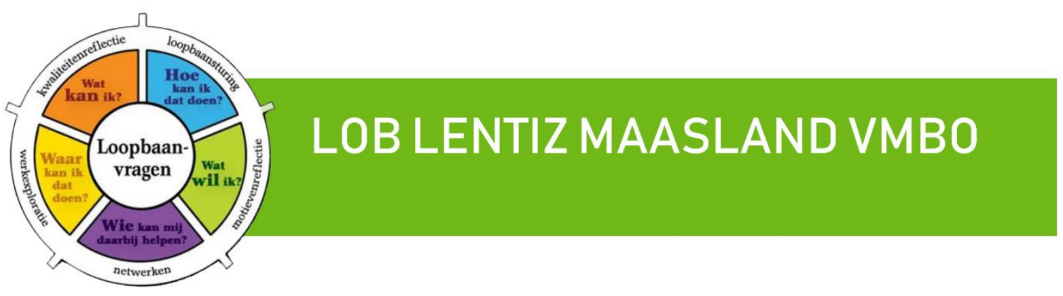 LOB LENTIZ MAASLAND VMBO
kwaliteitenreflectie
loopbaansturing
Wat
kan ik?
Hoe
kan ik
dat doen?
Loopbaan-
vragen
Waar
kan ik
dat
doen?
Wat
wil ik?
Wie kan mij
daarbij helpen?
werkexploratie
motievenreflectie
netwerken